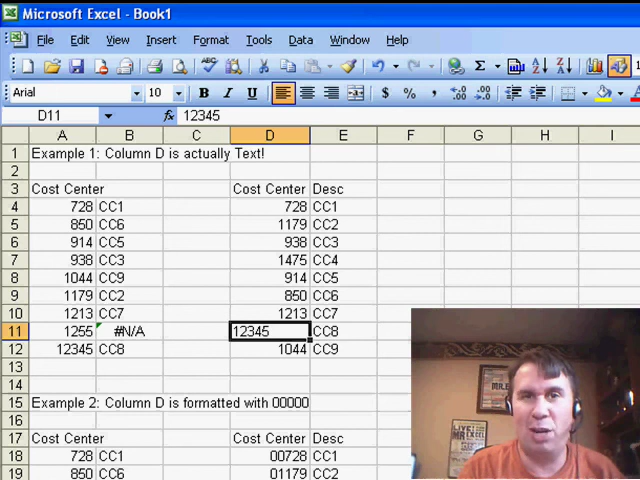 Microsoft Excel - Book1
File Edit View Insert Format Tools Data Window Help
Arial 10 B I U $ %
D11 fx 12345
A B C D E F G H I
1 Example 1: Column D is actually Text!
2
3 Cost Center Cost Center Desc
4 728 CC1 728 CC1
5 850 CC6 1179 CC2
6 914 CC5 938 CC3
7 938 CC3 1475 CC4
8 1044 CC9 914 CC5
9 1179 CC2 850 CC6
10 1213 CC7 1213 CC7
11 1255 #N/A 12345 CC8
12 12345 CC8 1044 CC9
13
14
15 Example 2: Column D is formatted with 00000
16
17 Cost Center Cost Center Desc
18 728 CC1 00728 CC1
19 850 CC6 01179 CC2